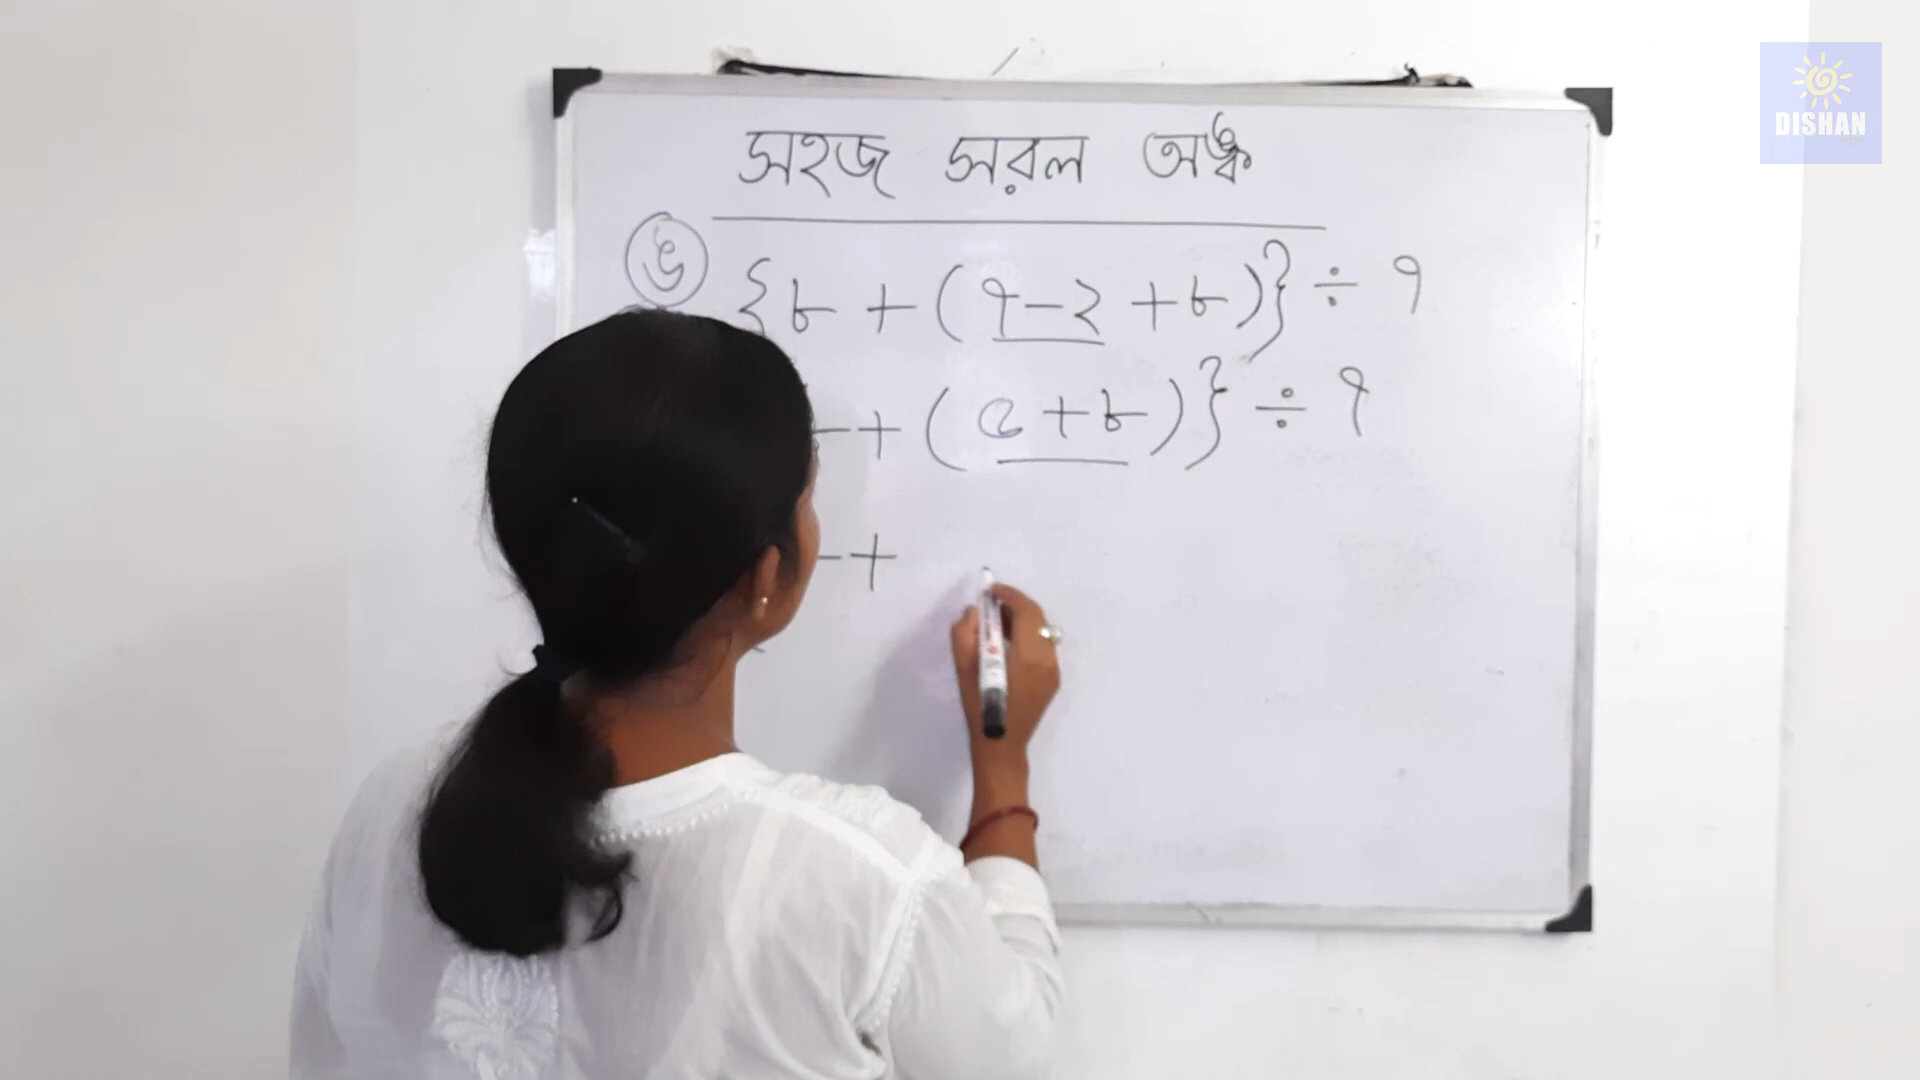 সহজ সরল অঙ্ক
৬ {৮ + (৭ – ২ + ৮)} ÷ ৭
+ (৫ + ৮)} ÷ ৭
+
DISHAN